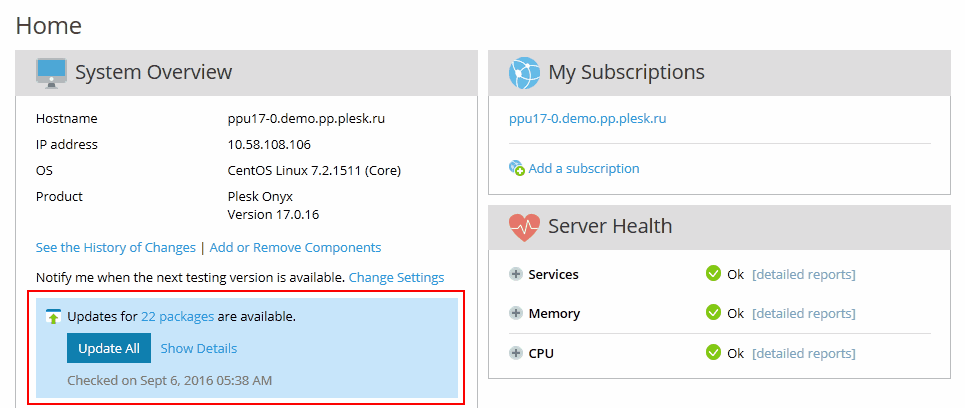 Home
System Overview
Hostname ppu17-0.demo.pp.plesk.ru
IP address 10.58.108.106
OS CentOS Linux 7.2.1511 (Core)
Product Plesk Onyx
Version 17.0.16
See the History of Changes | Add or Remove Components
Notify me when the next testing version is available. Change Settings
Updates for 22 packages are available.
Update All Show Details
Checked on Sept 6, 2016 05:38 AM
My Subscriptions
ppu17-0.demo.pp.plesk.ru
Add a subscription
Server Health
Services Ok [detailed reports]
Memory Ok [detailed reports]
CPU Ok [detailed reports]